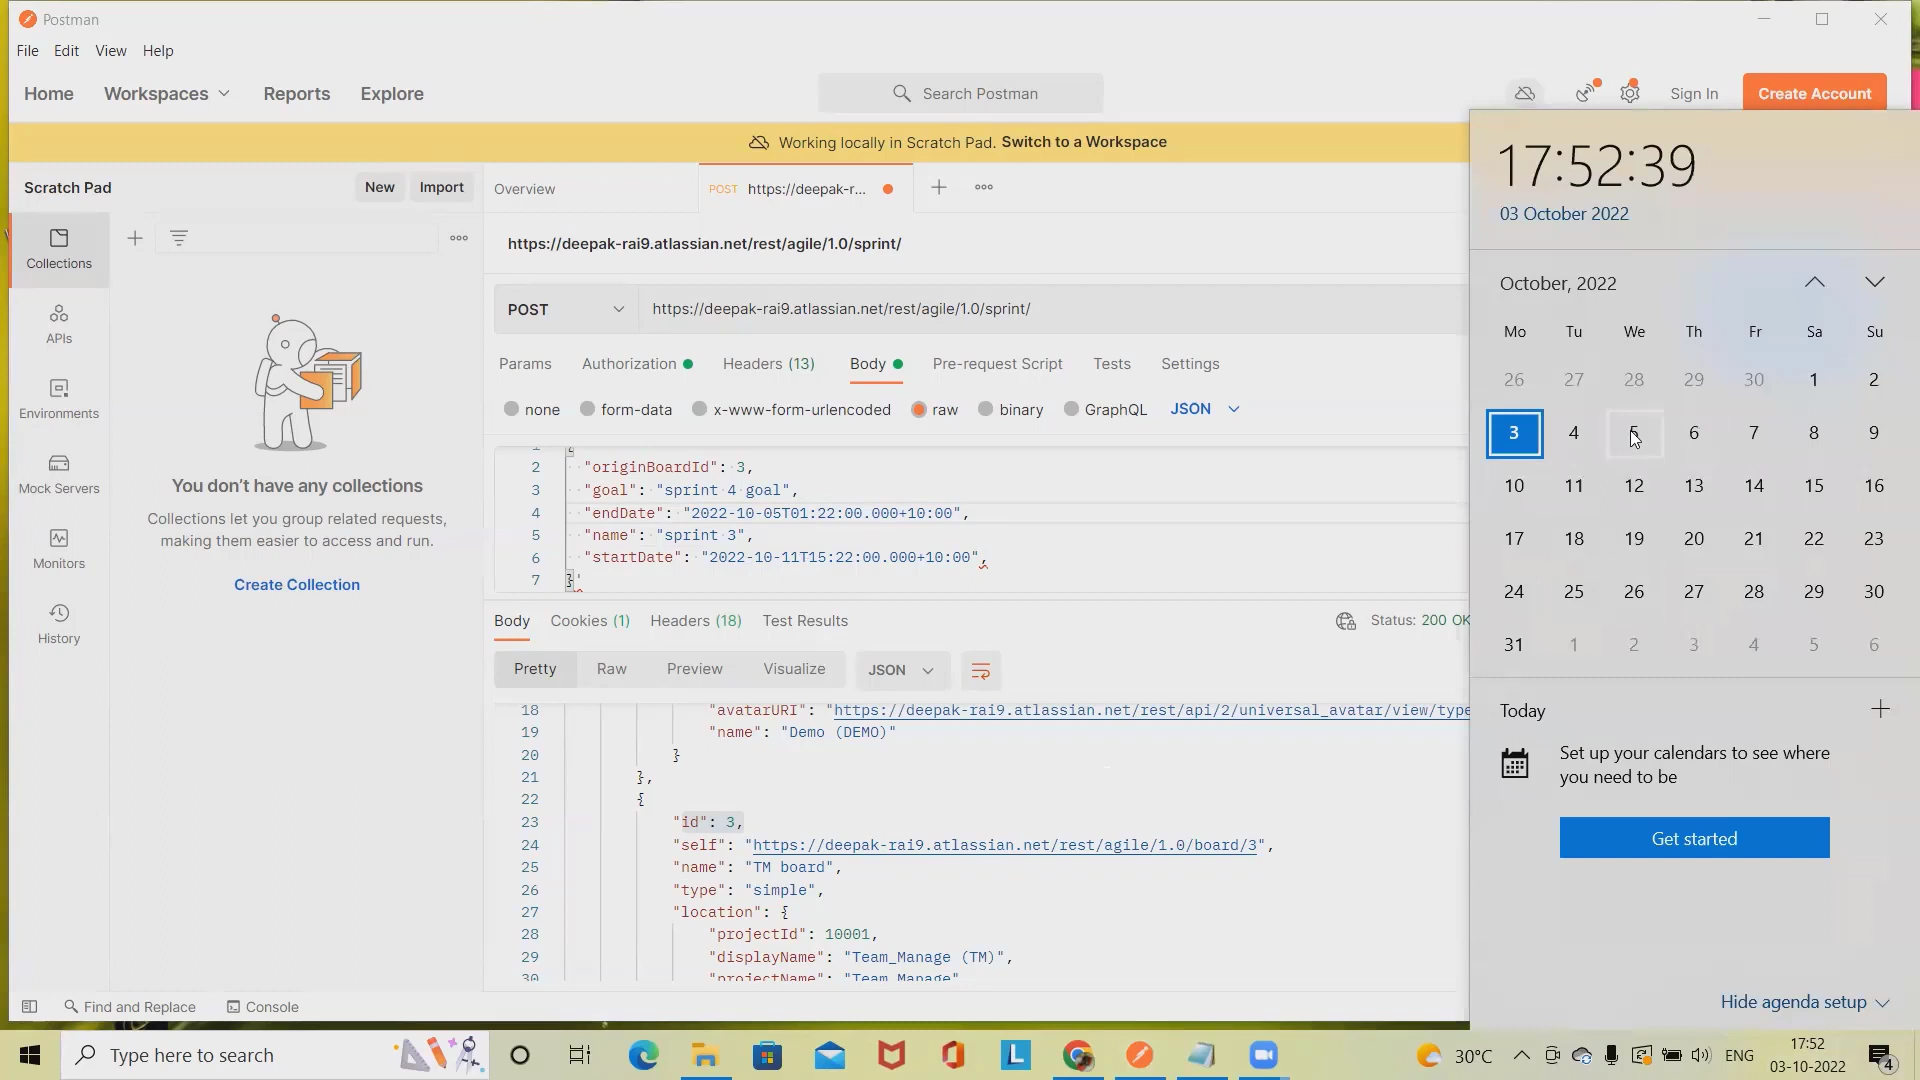 Postman
File Edit View Help
Home Workspaces Reports Explore
Search Postman
Sign In Create Account
Working locally in Scratch Pad. Switch to a Workspace
Scratch Pad New Import
Overview POST https://deepak-r...
Collections
APIs
Environments
Mock Servers
Monitors
History
You don't have any collections
Collections let you group related requests,
making them easier to access and run.
Create Collection
https://deepak-rai9.atlassian.net/rest/agile/1.0/sprint/
POST https://deepak-rai9.atlassian.net/rest/agile/1.0/sprint/
Params Authorization Headers (13) Body Pre-request Script Tests Settings
none form-data x-www-form-urlencoded raw binary GraphQL JSON
1 {
2 "originBoardId": 3,
3 "goal": "sprint 4 goal",
4 "endDate": "2022-10-05T01:22:00.000+10:00",
5 "name": "sprint 3",
6 "startDate": "2022-10-11T15:22:00.000+10:00",
7 }'
Body Cookies (1) Headers (18) Test Results Status: 200 OK
Pretty Raw Preview Visualize JSON
18 "avatarURI": "https://deepak-rai9.atlassian.net/rest/api/2/universal_avatar/view/type
19 "name": "Demo (DEMO)"
20 }
21 },
22 {
23 "id": 3,
24 "self": "https://deepak-rai9.atlassian.net/rest/agile/1.0/board/3",
25 "name": "TM board",
26 "type": "simple",
27 "location": {
28 "projectId": 10001,
29 "displayName": "Team_Manage (TM)",
30 "projectName": "Team_Manage"
Find and Replace Console
17:52:39
03 October 2022
October, 2022
Mo Tu We Th Fr Sa Su
26 27 28 29 30 1 2
3 4 5 6 7 8 9
10 11 12 13 14 15 16
17 18 19 20 21 22 23
24 25 26 27 28 29 30
31 1 2 3 4 5 6
Today
Set up your calendars to see where
you need to be
Get started
Hide agenda setup
Type here to search
L
30°C ENG
17:52
03-10-2022
4